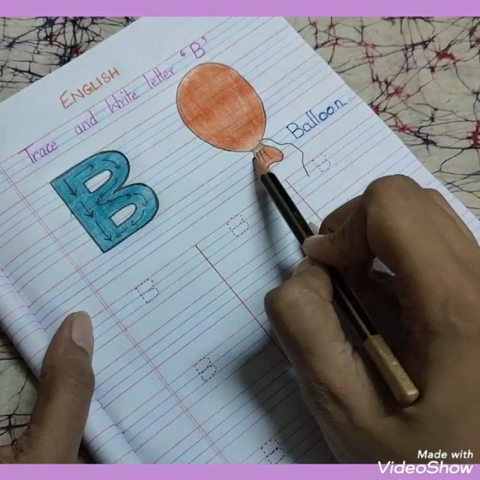 ENGLISH
Trace and Write letter "B"
Balloon
B
B
B
B
B
B
Made with
VideoShow